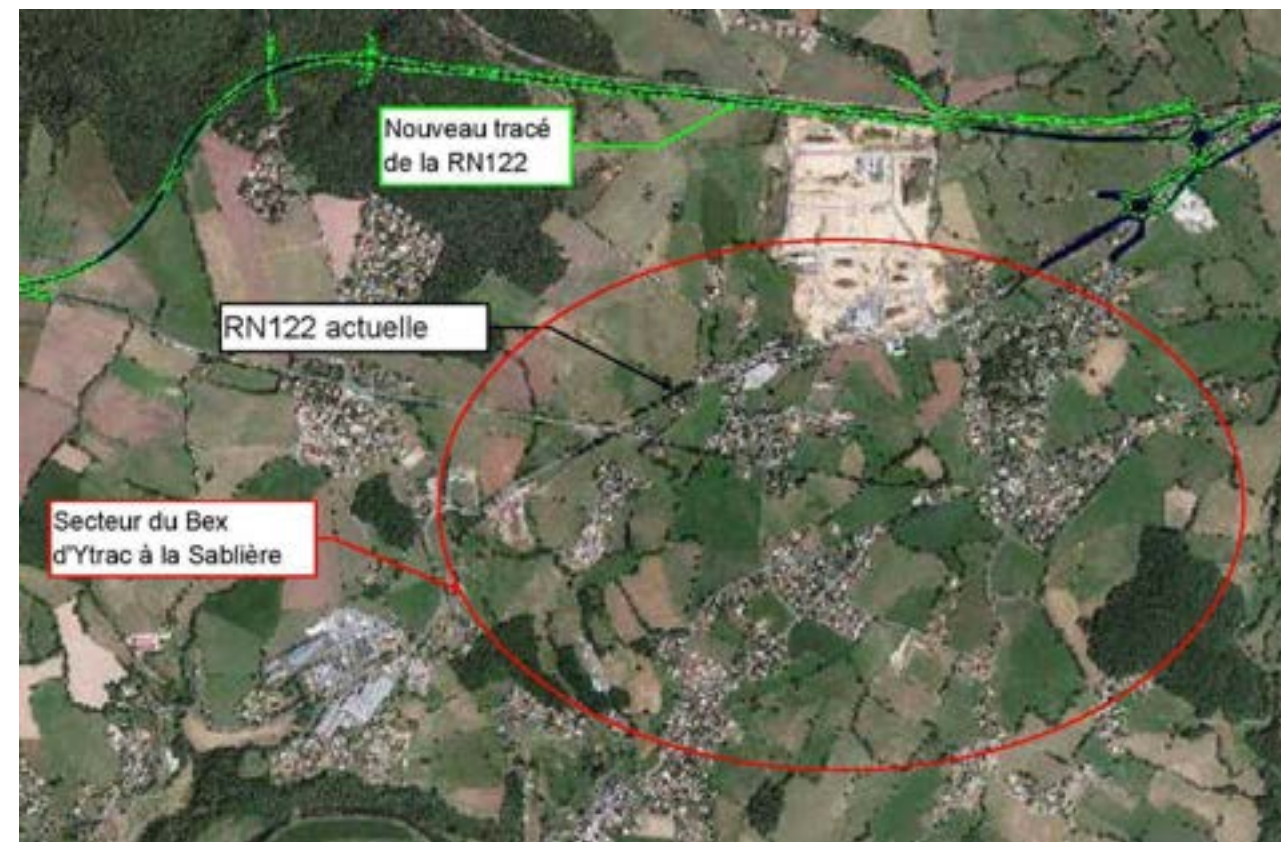 Nouveau tracé
de la RN122
RN122 actuelle
Secteur du Bex
d'Ytrac à la Sablière